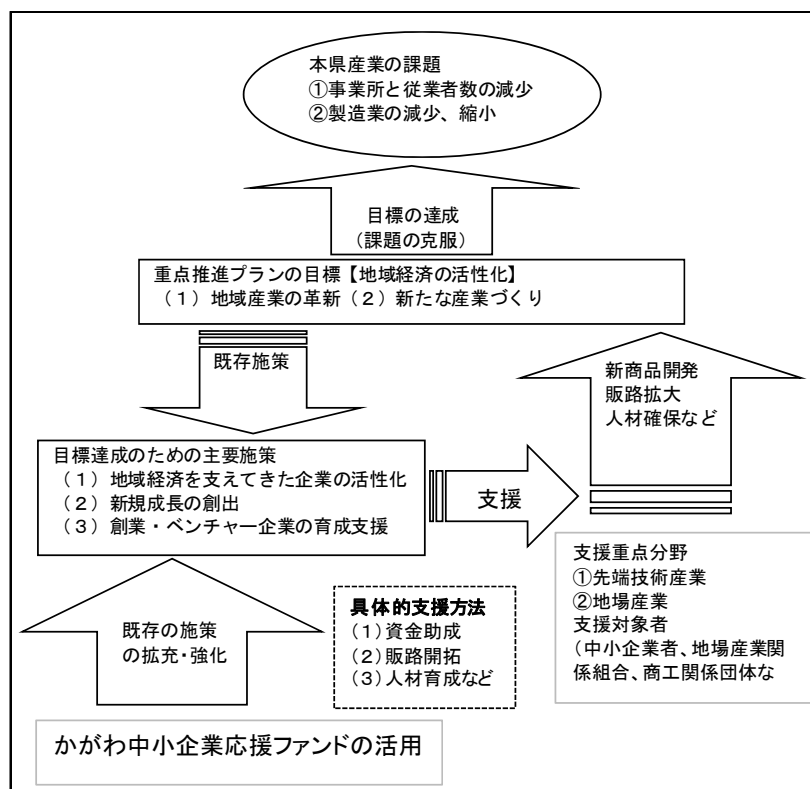 本県産業の課題
①事業所と従業者数の減少
②製造業の減少、縮小
目標の達成
(課題の克服)
重点推進プランの目標【地域経済の活性化】
（１）地域産業の革新（２）新たな産業づくり
既存施策
新商品開発
販路拡大
人材確保など
目標達成のための主要施策
（１）地域経済を支えてきた企業の活性化
（２）新規成長の創出
（３）創業・ベンチャー企業の育成支援
支援
支援重点分野
①先端技術産業
②地場産業
支援対象者
(中小企業者、地場産業関
係組合、商工関係団体な
具体的支援方法
(１)資金助成
(２)販路開拓
(３)人材育成など
既存の施策
の拡充・強化
かがわ中小企業応援ファンドの活用